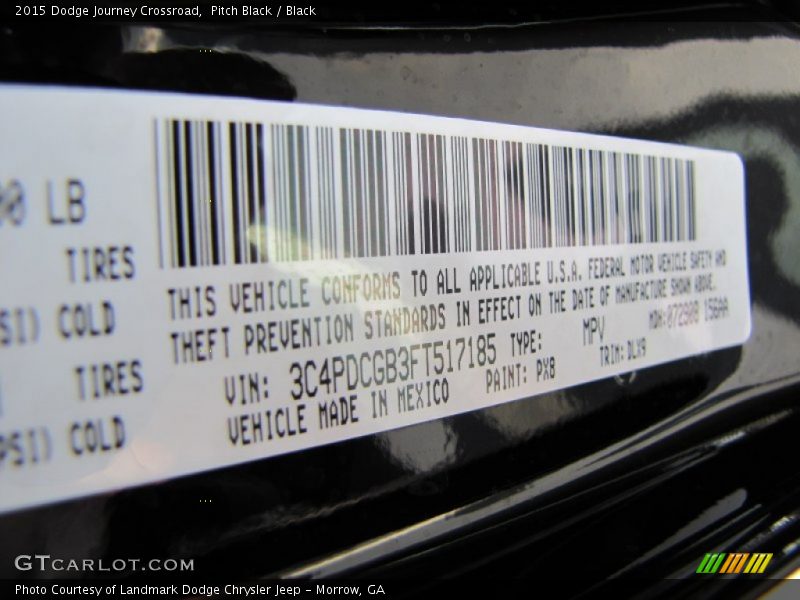 2015 Dodge Journey Crossroad, Pitch Black / Black
LB
TIRES
COLD
TIRES
PSI) COLD
THIS VEHICLE CONFORMS TO ALL APPLICABLE U.S.A. FEDERAL MOTOR VEHICLE SAFETY AND
THEFT PREVENTION STANDARDS IN EFFECT ON THE DATE OF MANUFACTURE SHOWN ABOVE.
VIN: 3C4PDCGB3FT517185 TYPE: MPV MDH:072909 156AA
VEHICLE MADE IN MEXICO PAINT: PX8 TRIM:DLX9
GTCARLOT.COM
Photo Courtesy of Landmark Dodge Chrysler Jeep - Morrow, GA